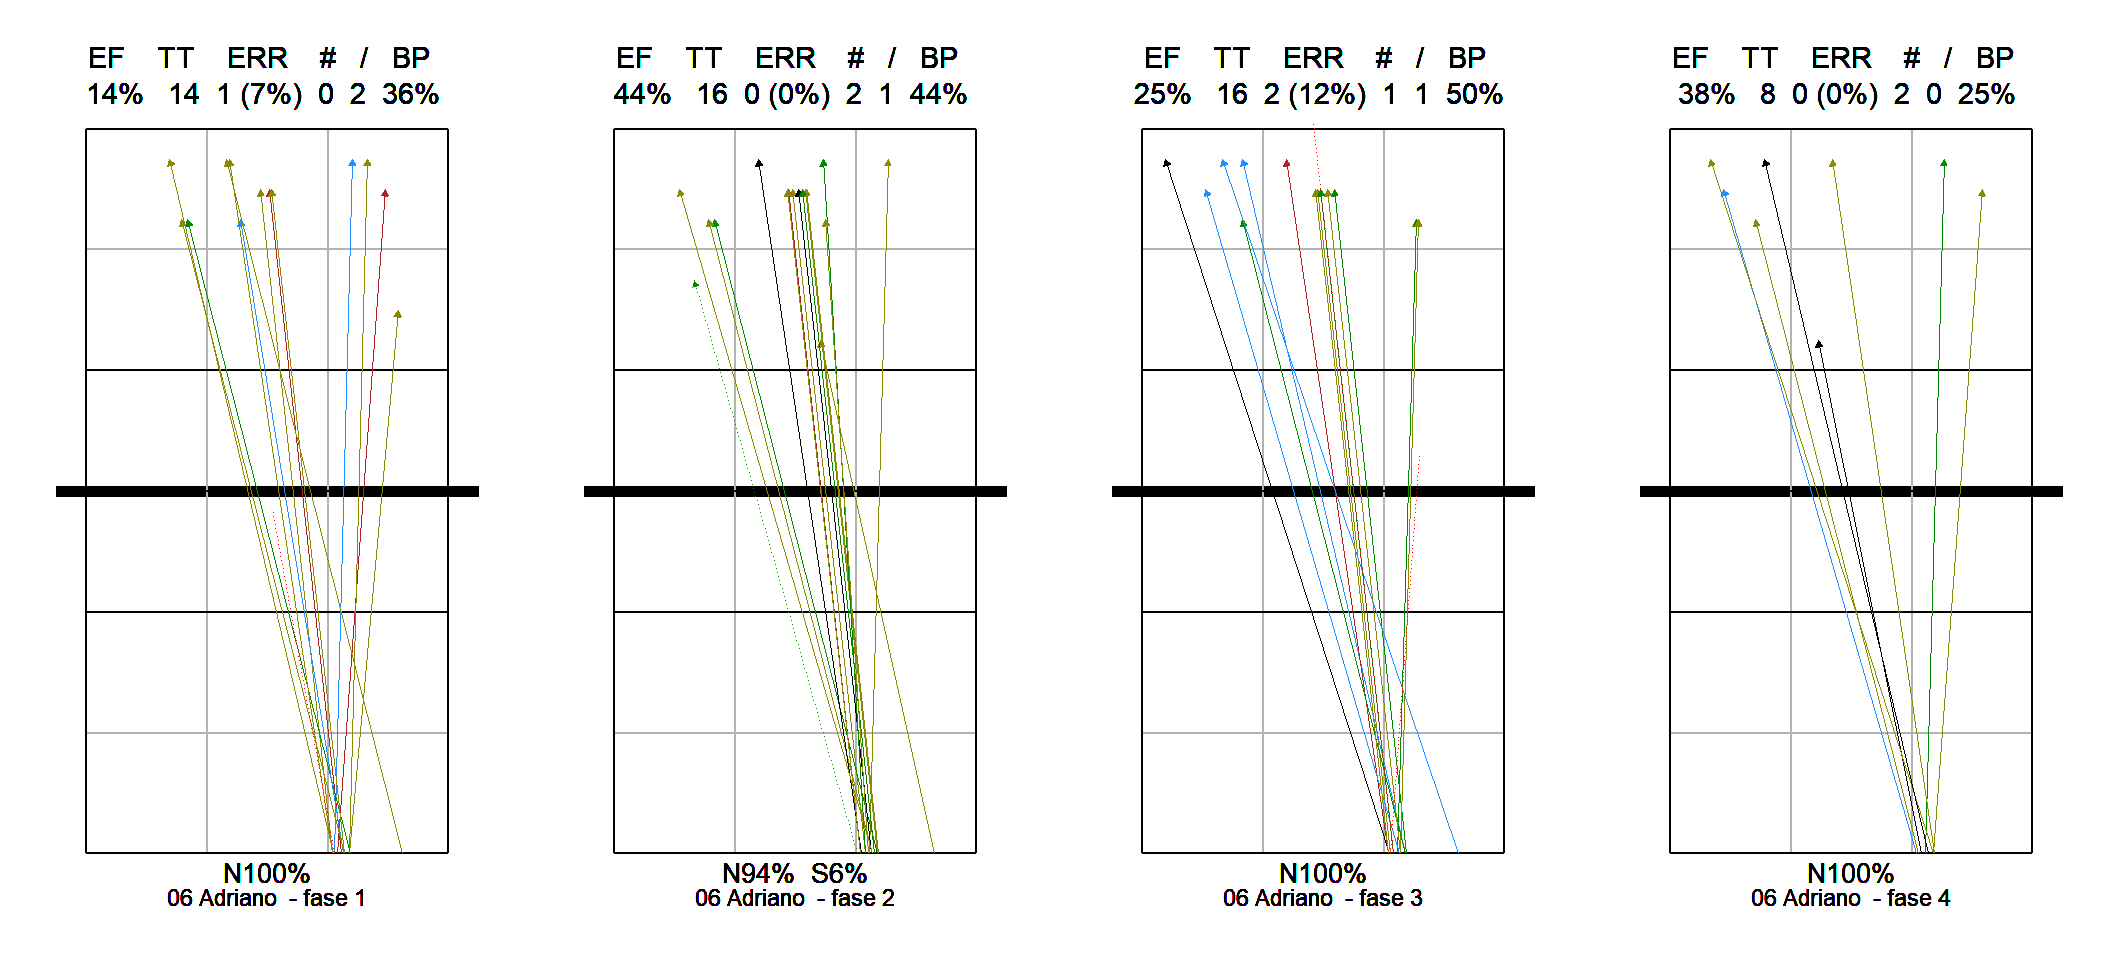 EF TT ERR # / BP
14% 14 1 (7%) 0 2 36%
N100%
06 Adriano - fase 1
EF TT ERR # / BP
44% 16 0 (0%) 2 1 44%
N94% S6%
06 Adriano - fase 2
EF TT ERR # / BP
25% 16 2 (12%) 1 1 50%
N100%
06 Adriano - fase 3
EF TT ERR # / BP
38% 8 0 (0%) 2 0 25%
N100%
06 Adriano - fase 4